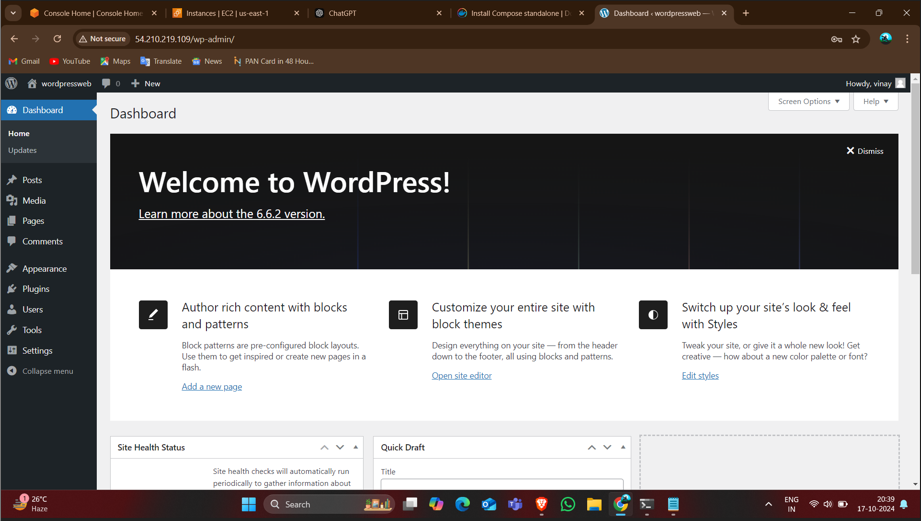 Console Home | Console Home
Instances | EC2 | us-east-1
ChatGPT
Install Compose standalone | D
Dashboard ‹ wordpressweb —
Not secure
54.210.219.109/wp-admin/
Gmail
YouTube
Maps
Translate
News
PAN Card in 48 Hou...
wordpressweb
0
New
Howdy, vinay
Dashboard
Home
Updates
Posts
Media
Pages
Comments
Appearance
Plugins
Users
Tools
Settings
Collapse menu
Screen Options
Help
Dashboard
Dismiss
Welcome to WordPress!
Learn more about the 6.6.2 version.
Author rich content with blocks
and patterns
Block patterns are pre-configured block layouts.
Use them to get inspired or create new pages in a
flash.
Add a new page
Customize your entire site with
block themes
Design everything on your site — from the header
down to the footer, all using blocks and patterns.
Open site editor
Switch up your site's look & feel
with Styles
Tweak your site, or give it a whole new look! Get
creative — how about a new color palette or font?
Edit styles
Site Health Status
Site health checks will automatically run
periodically to gather information about
Quick Draft
Title
1
26°C
Haze
Search
ENG
IN
20:39
17-10-2024